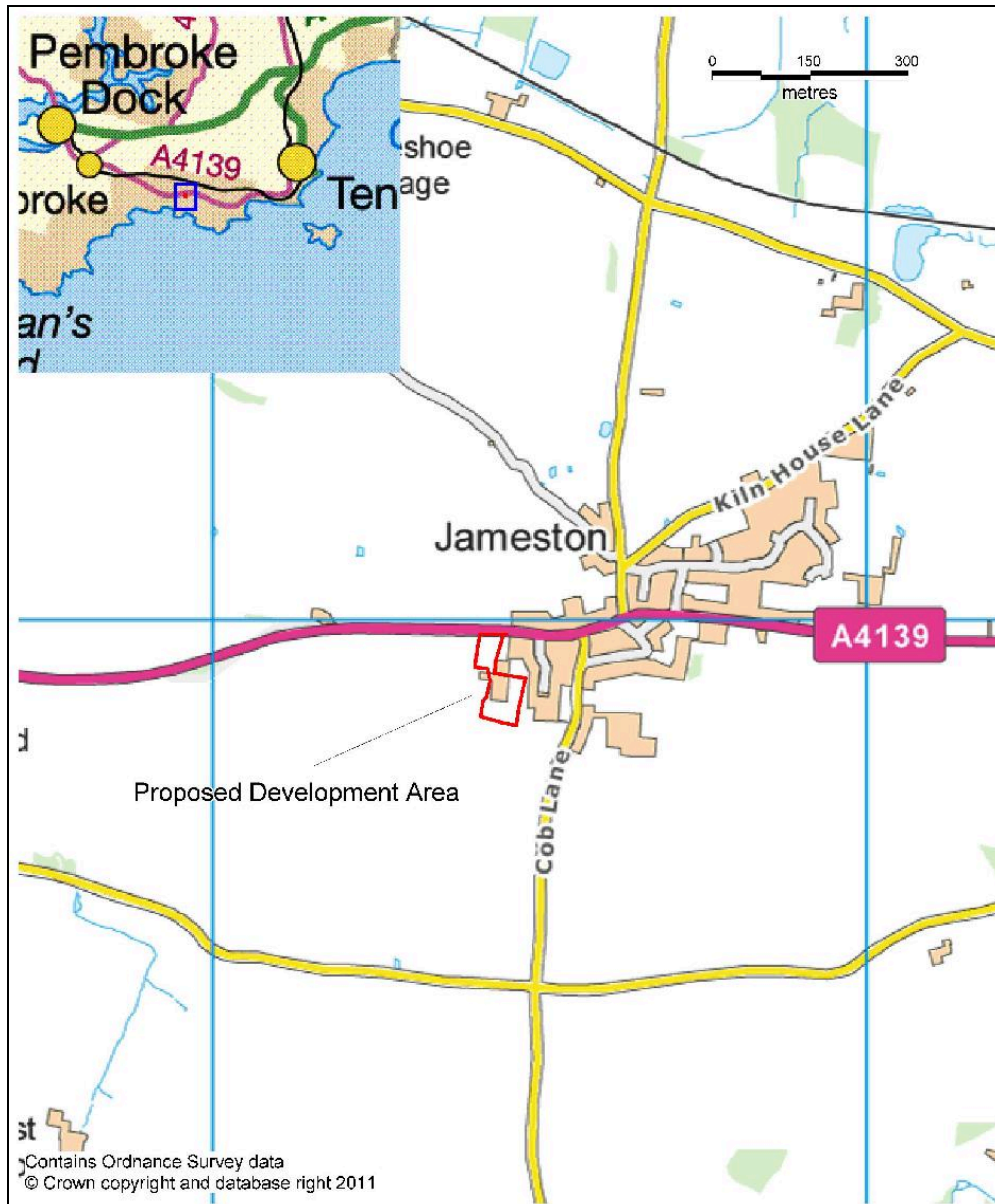 Pembroke
Dock
A4139
broke
Ten
an's
d
0 150 300
metres
shoe
age
Kiln House Lane
Jameston
A4139
d
Proposed Development Area
Cob Lane
st
Contains Ordnance Survey data
© Crown copyright and database right 2011